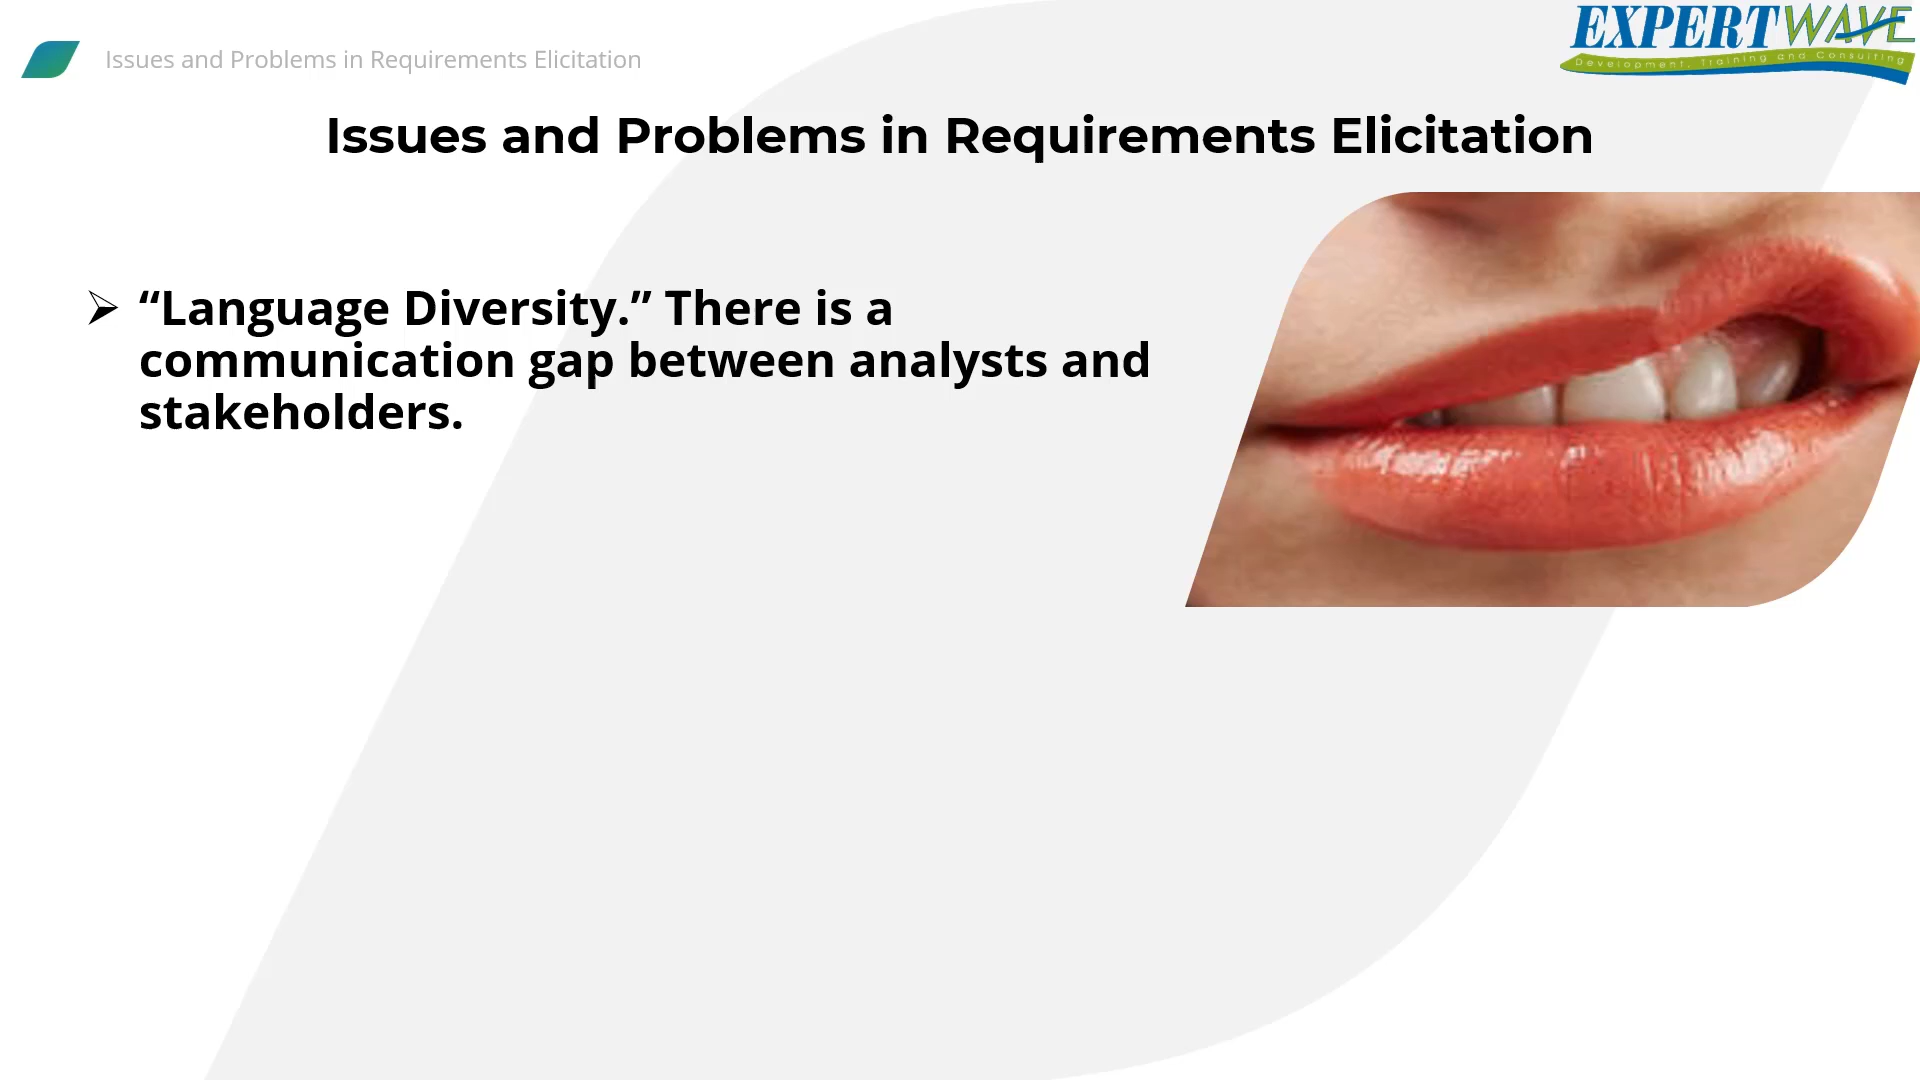 EXPERTWAVE
Development, Training and Consulting
Issues and Problems in Requirements Elicitation
Issues and Problems in Requirements Elicitation
➢ “Language Diversity.” There is a
communication gap between analysts and
stakeholders.